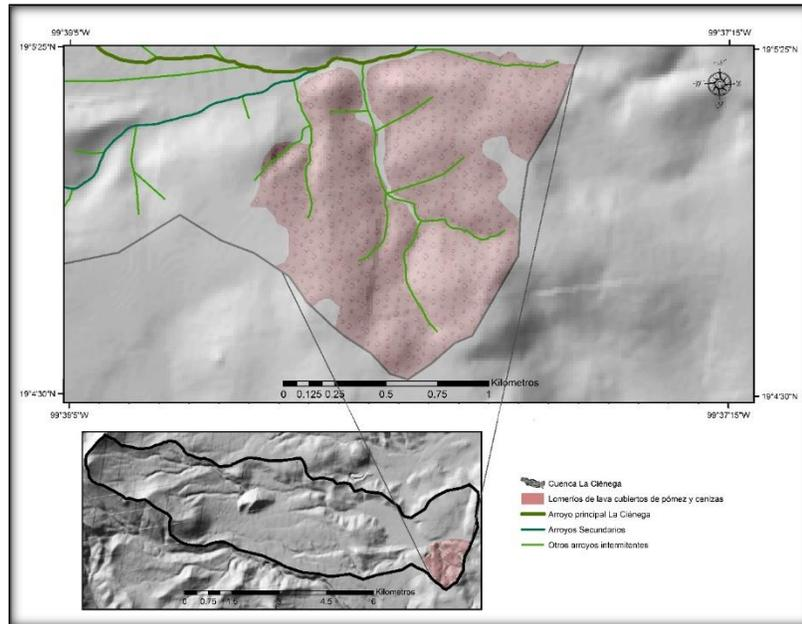 99°39'5"W
99°37'15"W
19°5'25"N
19°5'25"N
Kilometros
0 0.125 0.25 0.5 0.75 1
19°4'30"N
19°4'30"N
99°39'5"W
99°37'15"W
Cuenca La Ciénega
Lomeríos de lava cubiertos de pómez y cenizas
Arroyo principal La Ciénega
Arroyos Secundarios
Otros arroyos intermitentes
Kilometros
0 0.75 1.5 3 4.5 6